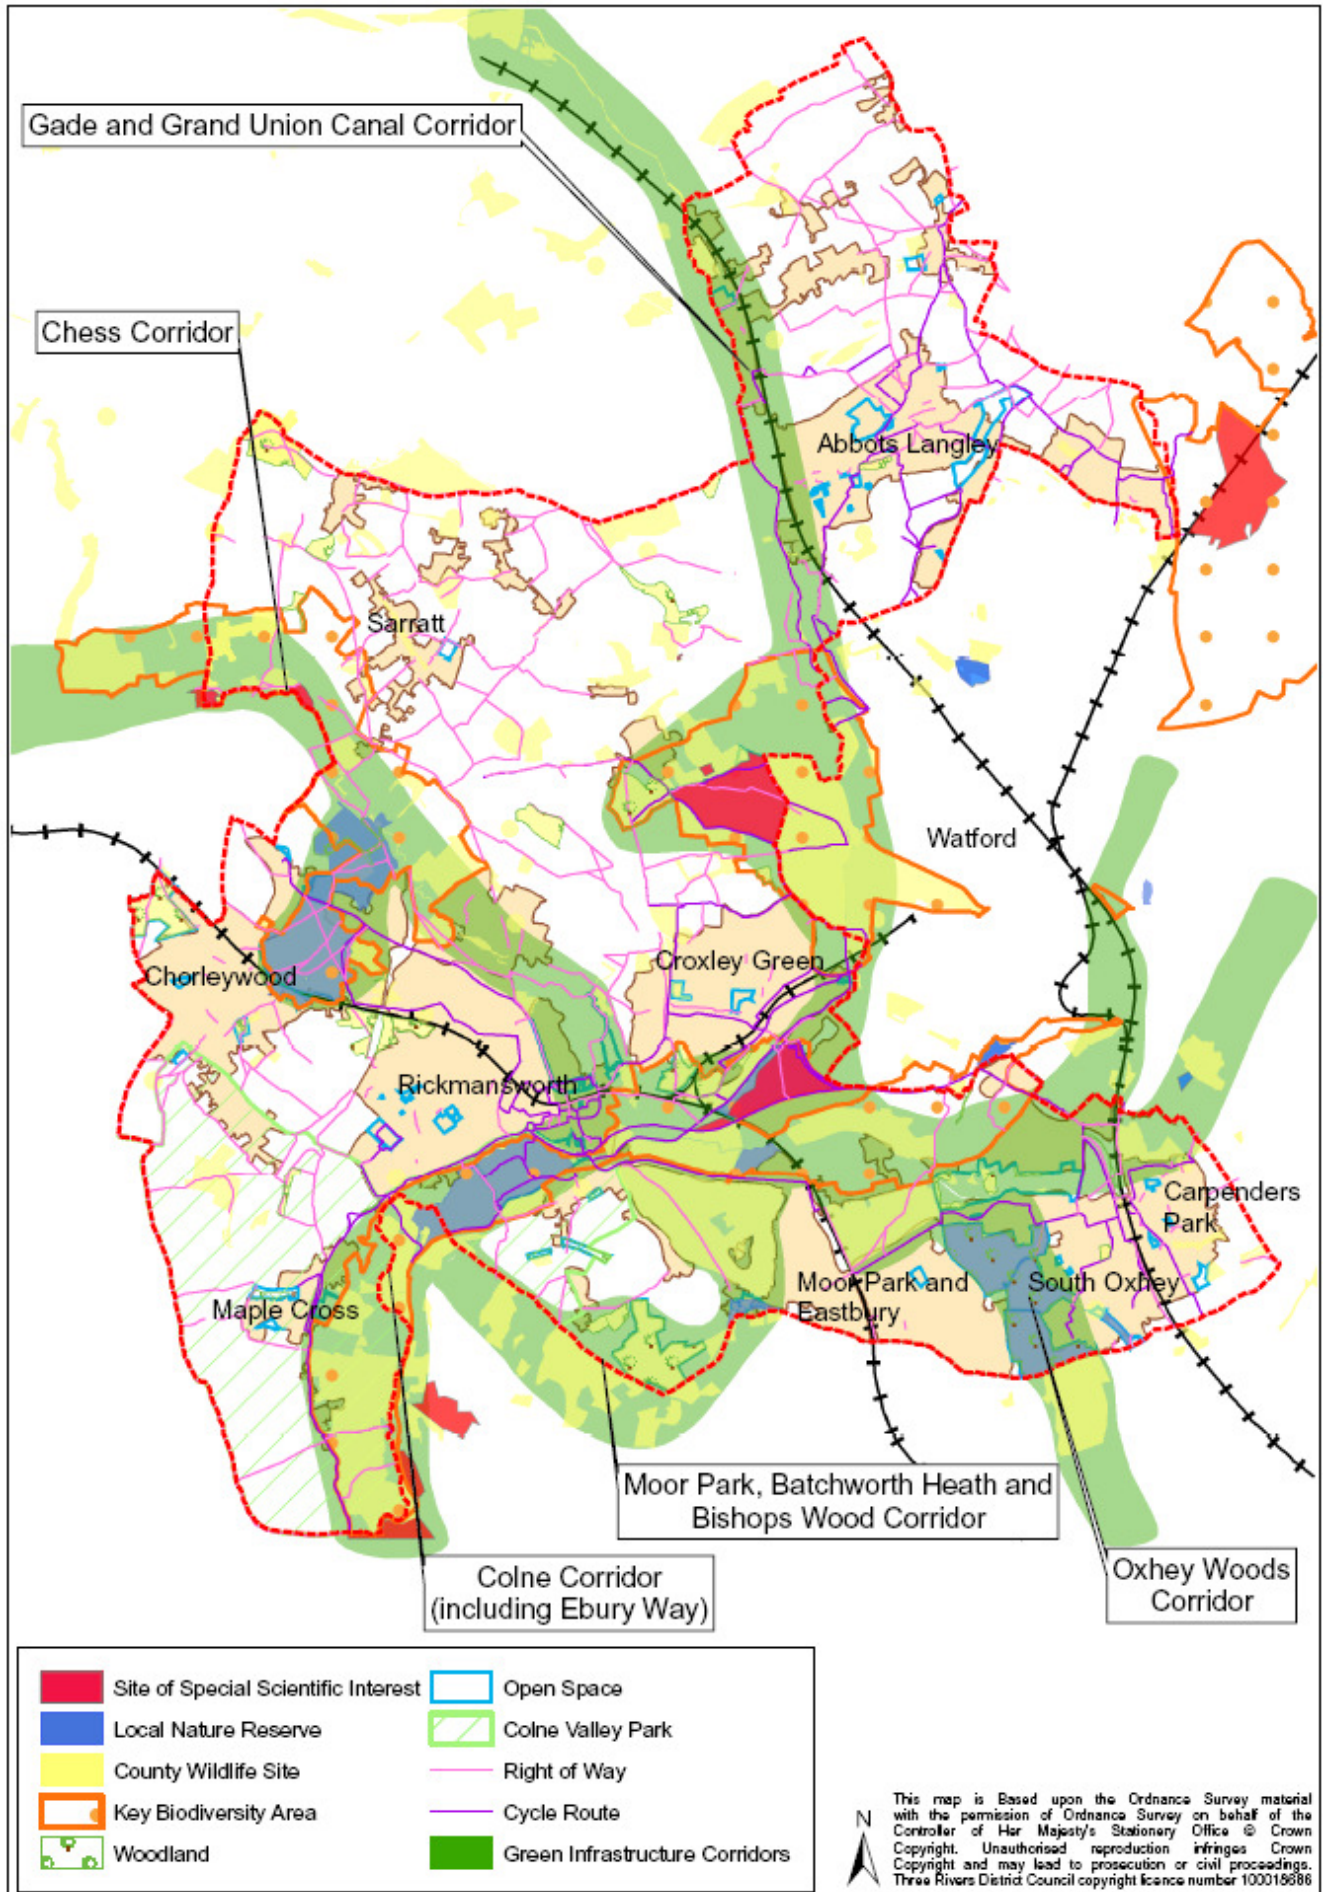 Gade and Grand Union Canal Corridor
Chess Corridor
Abbots Langley
Sarratt
Watford
Croxley Green
Chorleywood
Rickmansworth
Carpenders
Park
Moor Park and
Eastbury
South Oxhey
Maple Cross
Moor Park, Batchworth Heath and
Bishops Wood Corridor
Colne Corridor
(including Ebury Way)
Oxhey Woods
Corridor
Site of Special Scientific Interest
Local Nature Reserve
County Wildlife Site
Key Biodiversity Area
Woodland
Open Space
Colne Valley Park
Right of Way
Cycle Route
Green Infrastructure Corridors
N
This map is Based upon the Ordnance Survey material
with the permission of Ordnance Survey on behalf of the
Controller of Her Majesty's Stationery Office © Crown
Copyright. Unauthorised reproduction infringes Crown
Copyright and may lead to prosecution or civil proceedings.
Three Rivers District Council copyright licence number 100018686